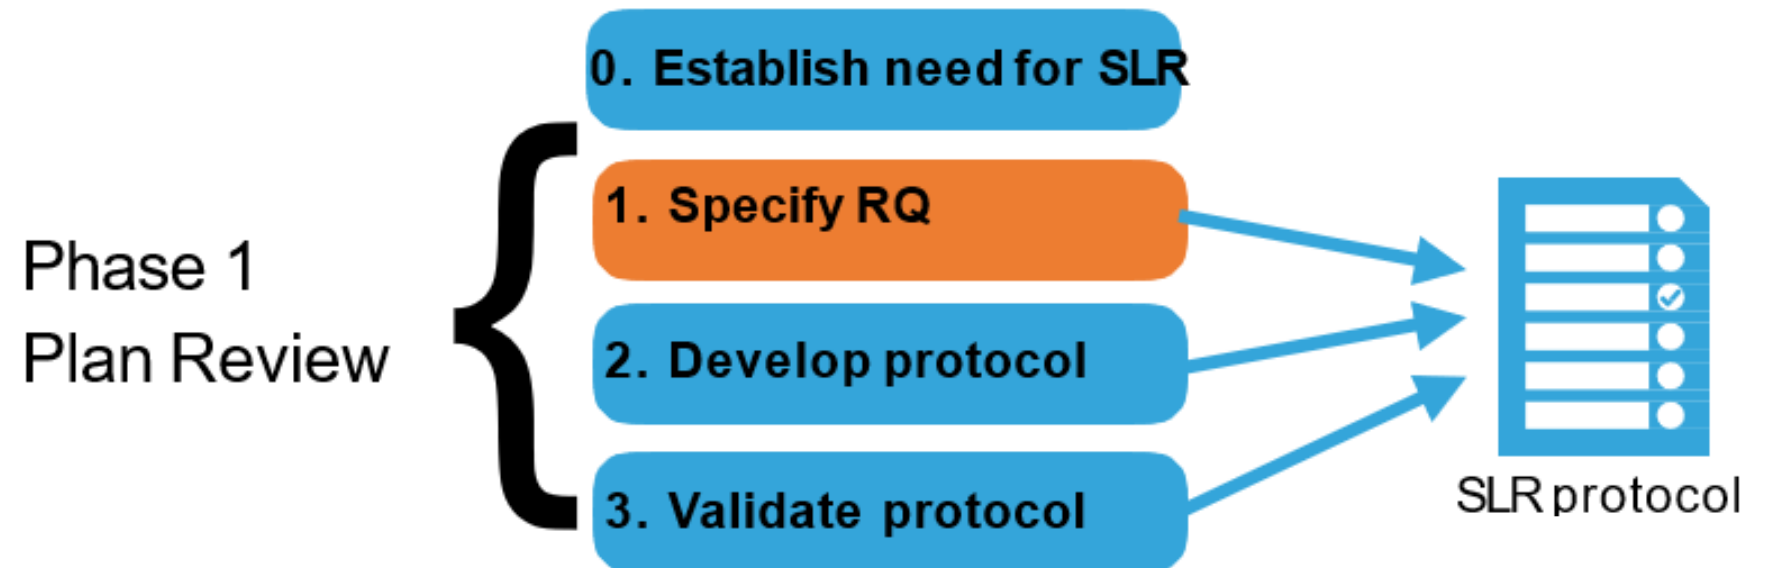 0. Establish need for SLR
1. Specify RQ
Phase 1
Plan Review
2. Develop protocol
3. Validate protocol
SLR protocol